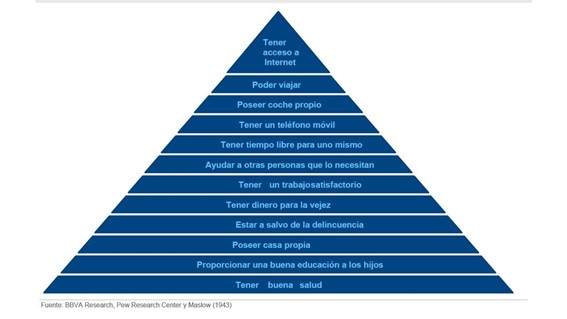 Tener
acceso a
Internet
Poder viajar
Poseer coche propio
Tener un teléfono móvil
Tener tiempo libre para uno mismo
Ayudar a otras personas que lo necesitan
Tener un trabajosatisfactorio
Tener dinero para la vejez
Estar a salvo de la delincuencia
Poseer casa propia
Proporcionar una buena educación a los hijos
Tener buena salud
Fuente: BBVA Research, Pew Research Center y Maslow (1943)